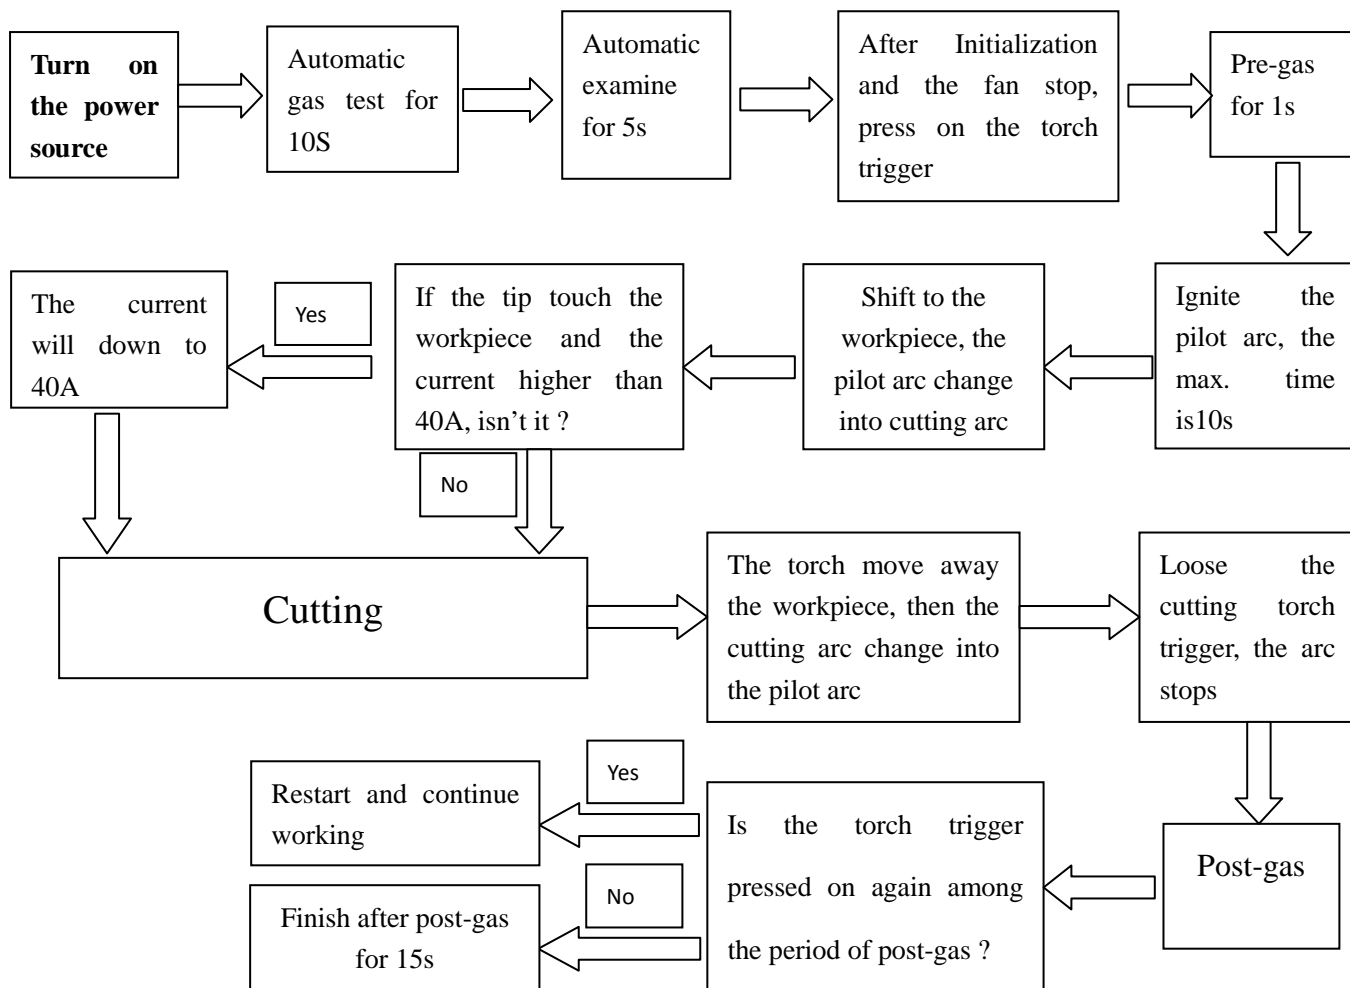 Turn on
the power
source
Automatic
gas test for
10S
Automatic
examine
for 5s
After Initialization
and the fan stop,
press on the torch
trigger
Pre-gas
for 1s
Ignite the
pilot arc, the
max. time
is10s
Shift to the
workpiece, the
pilot arc change
into cutting arc
If the tip touch the
workpiece and the
current higher than
40A, isn’t it ?
Yes
The current
will down to
40A
No
Cutting
The torch move away
the workpiece, then the
cutting arc change into
the pilot arc
Loose the
cutting torch
trigger, the arc
stops
Post-gas
Is the torch trigger
pressed on again among
the period of post-gas ?
Yes
Restart and continue
working
No
Finish after post-gas
for 15s